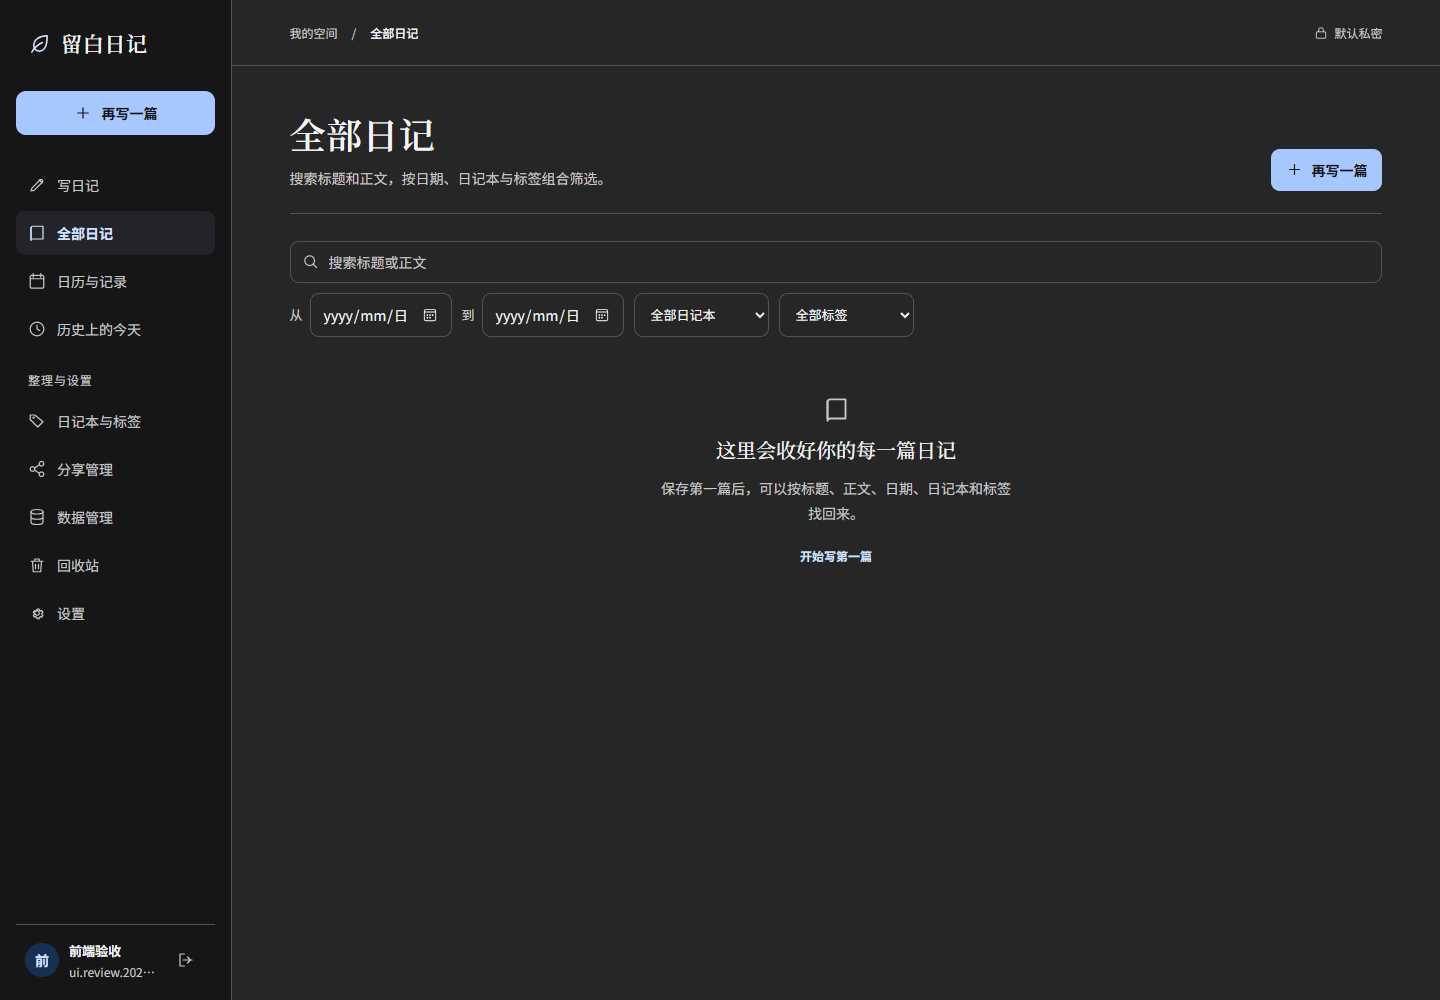 留白日记
再写一篇
写日记
全部日记
日历与记录
历史上的今天
整理与设置
日记本与标签
分享管理
数据管理
回收站
设置
前
前端验收
ui.review.202…
我的空间 / 全部日记
默认私密
全部日记
搜索标题和正文，按日期、日记本与标签组合筛选。
再写一篇
搜索标题或正文
从 yyyy/mm/日 到 yyyy/mm/日 全部日记本 全部标签
这里会收好你的每一篇日记
保存第一篇后，可以按标题、正文、日期、日记本和标签
找回来。
开始写第一篇